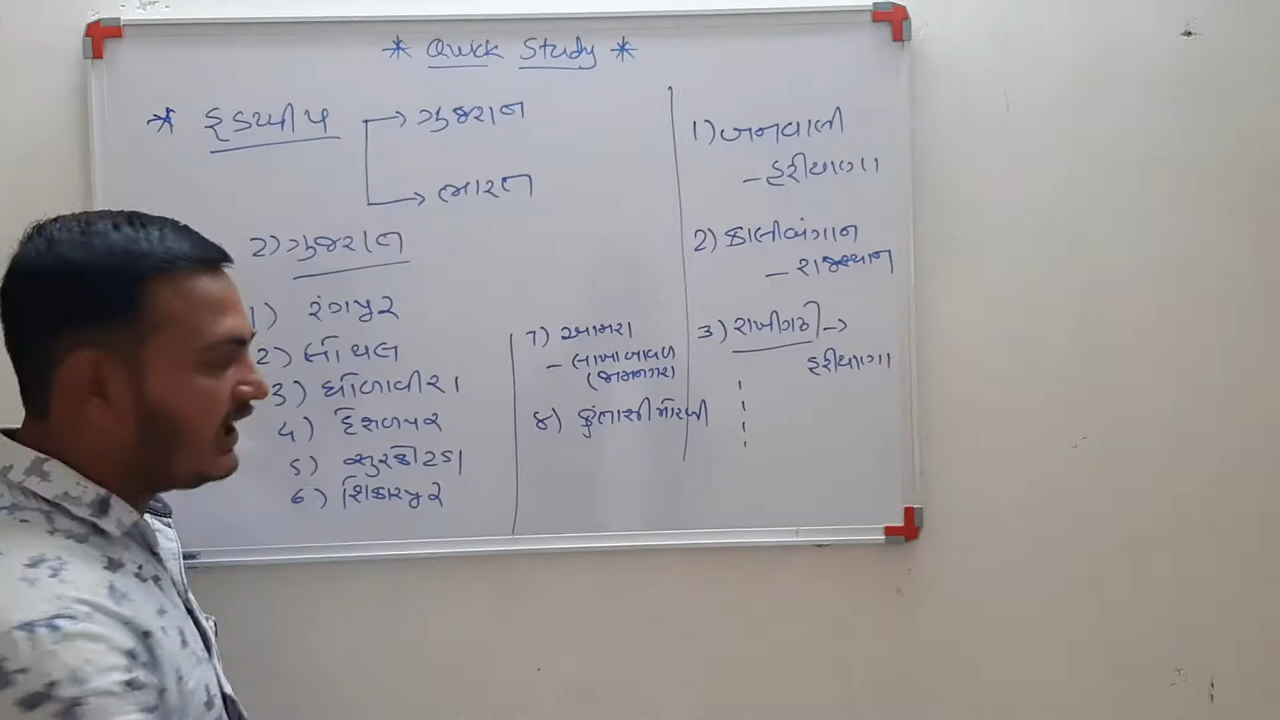 * Quick Study *
* હડપ્પીય → ગુજરાત
→ ભારત
2) ગુજરાત
1) રંગપુર
2) લોથલ
3) ધોળાવીરા
4) દેશળપર
5) સુરકોટડા
6) શિકારપુર
7) આમરા
- લાખાબાવળ
(જામનગર)
8) કુંતાસી મોરબી
1) બનવાલી
- હરીયાણા
2) કાલીબંગાન
- રાજસ્થાન
3) રાખીગઢી →
હરીયાણા